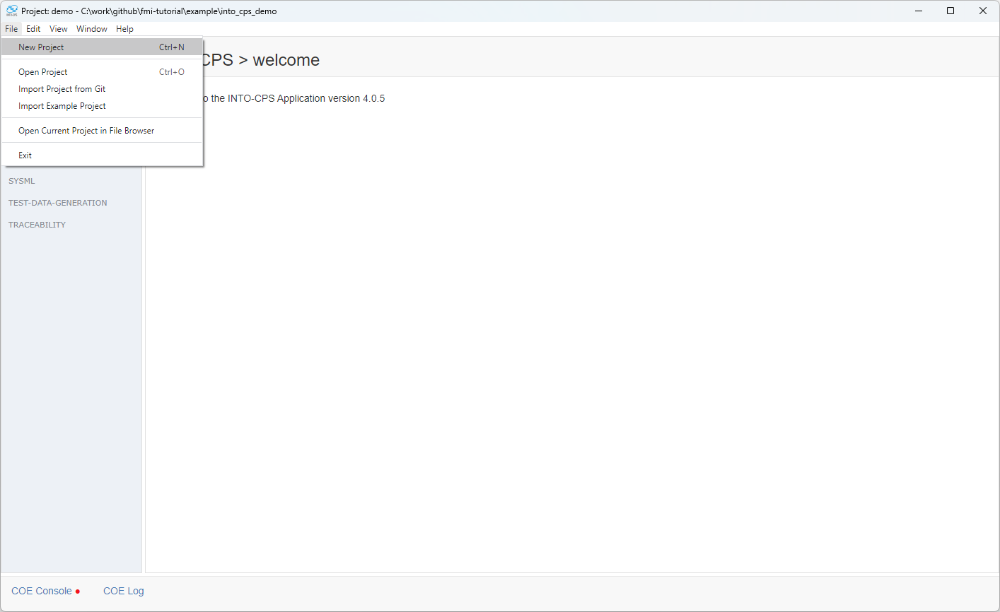 Project: demo - C:\work\github\fmi-tutorial\example\into_cps_demo
File Edit View Window Help
New Project Ctrl+N
Open Project Ctrl+O
Import Project from Git
Import Example Project
Open Current Project in File Browser
Exit
CPS > welcome
o the INTO-CPS Application version 4.0.5
SYSML
TEST-DATA-GENERATION
TRACEABILITY
COE Console COE Log